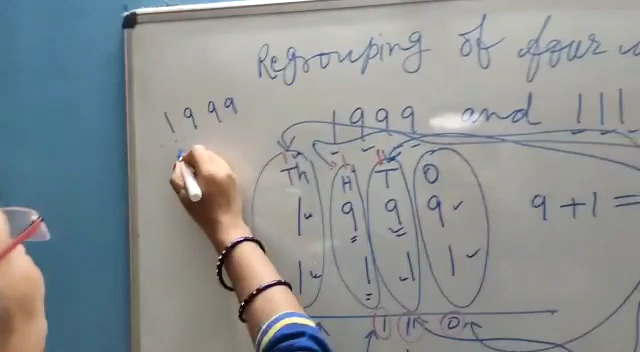 Regrouping of four
1999
1999 and 111
Th H T O
1 9 9 9
9 + 1 =
1 1 1 1
1 1 0